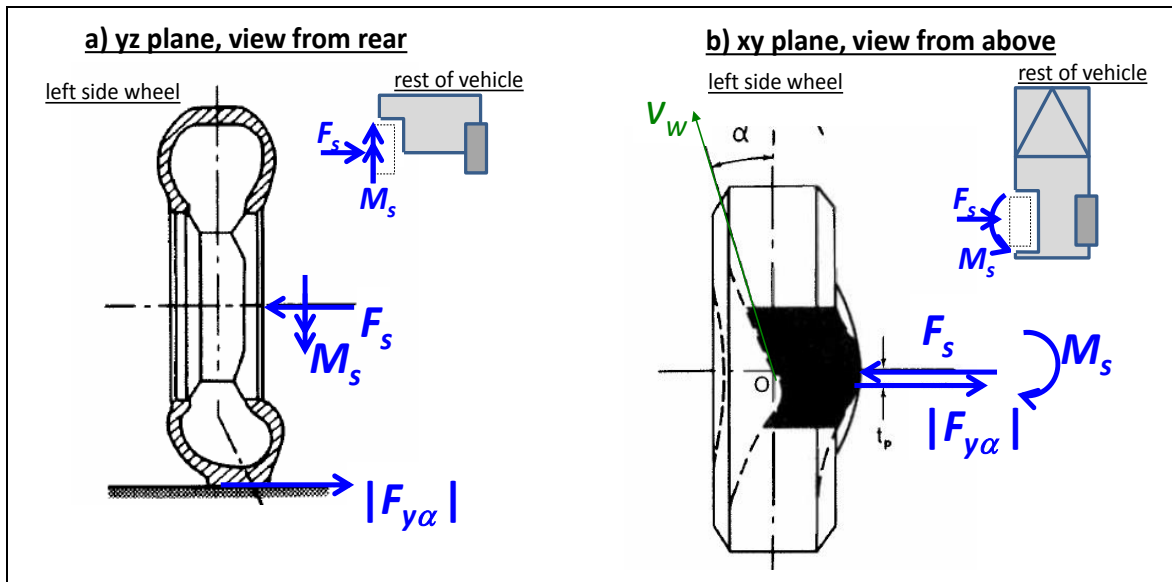 a) yz plane, view from rear
left side wheel
rest of vehicle
F_s
M_s
F_s
M_s
|F_yα|
b) xy plane, view from above
left side wheel
rest of vehicle
v_W
α
F_s
M_s
F_s
M_s
O
|F_yα|
t_p